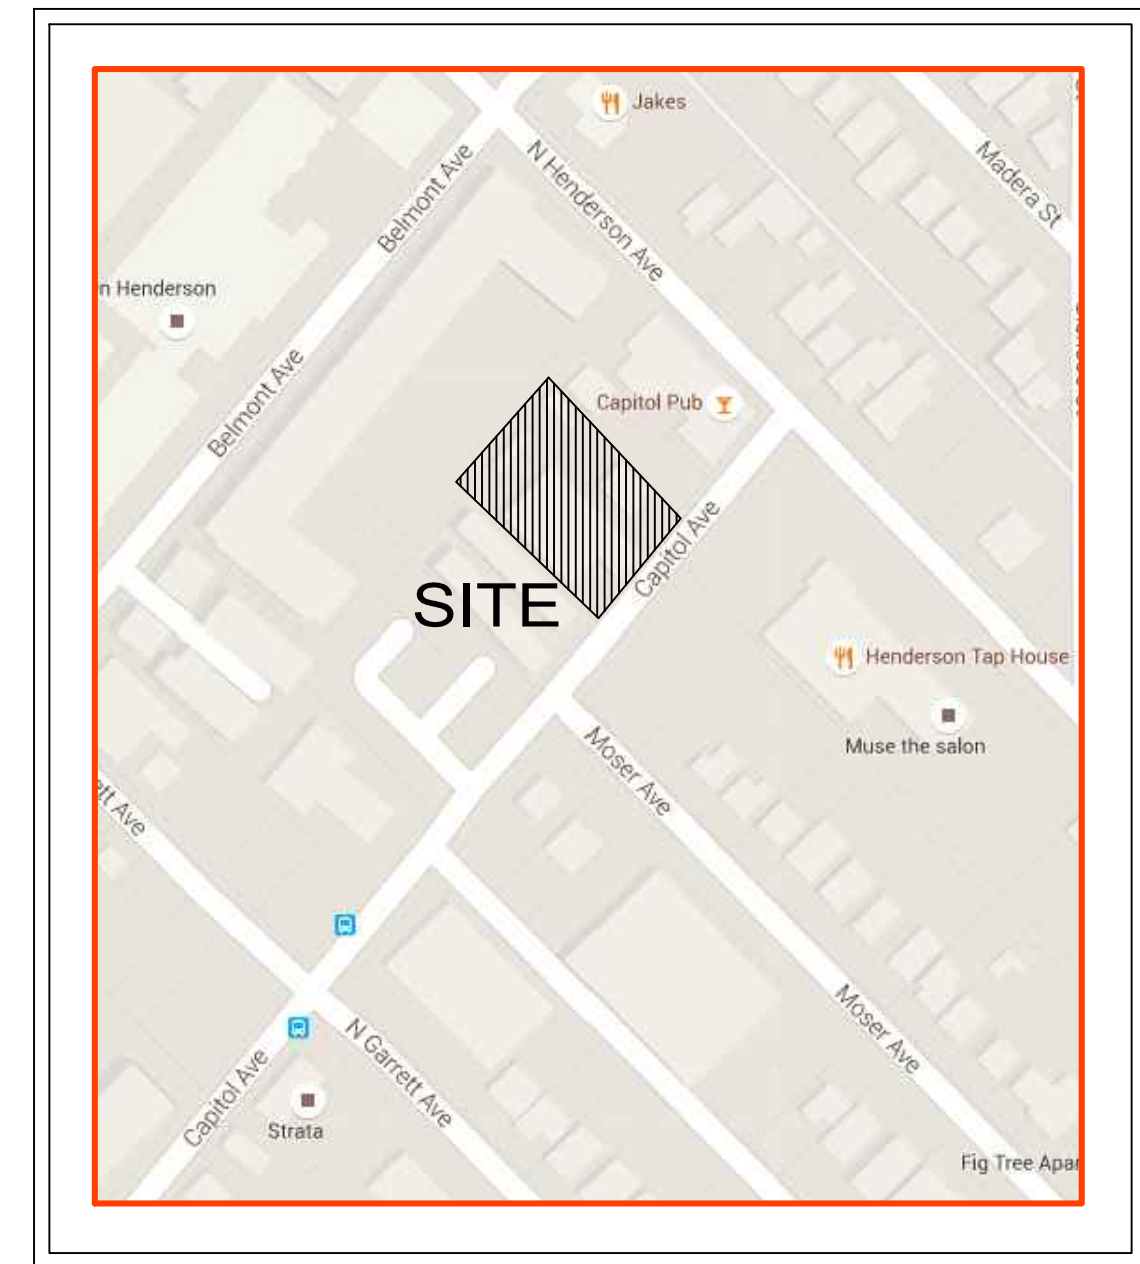 Jakes
Madera St
Belmont Ave
N Henderson Ave
n Henderson
Belmont Ave
Capitol Pub
Capitol Ave
SITE
Henderson Tap House
Muse the salon
Moser Ave
tt Ave
Moser Ave
N Garrett Ave
Capitol Ave
Strata
Fig Tree Apar